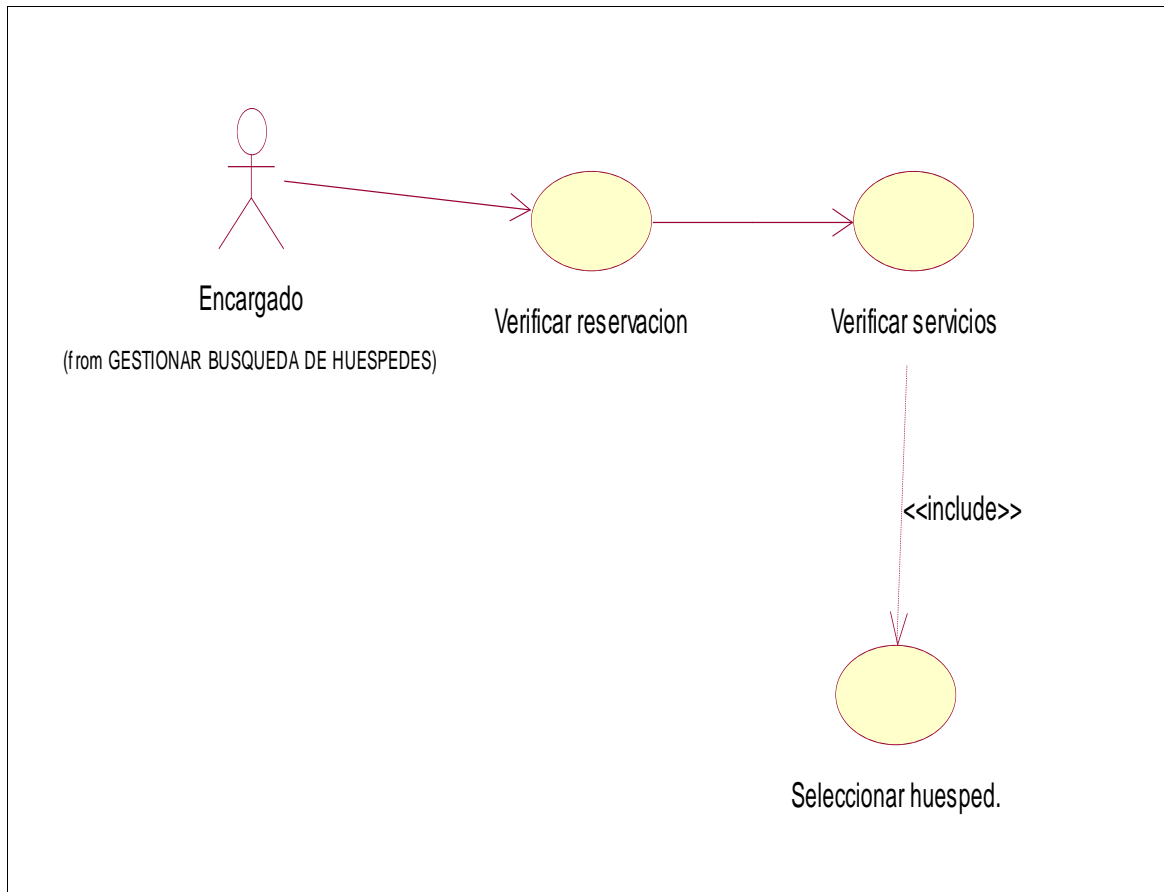 Encargado
(from GESTIONAR BUSQUEDA DE HUESPEDES)
Verificar reservacion
Verificar servicios
<<include>>
Seleccionar huesped.